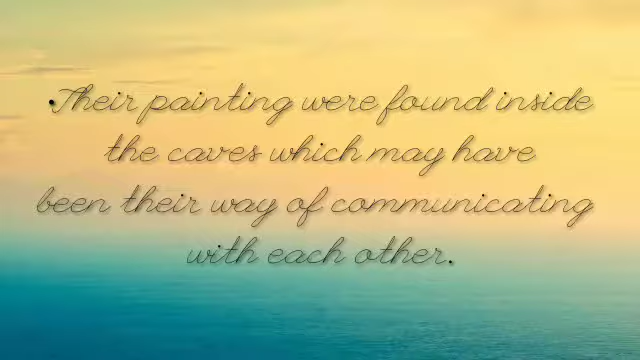 •Their painting were found inside
the caves which may have
been their way of communicating
with each other.